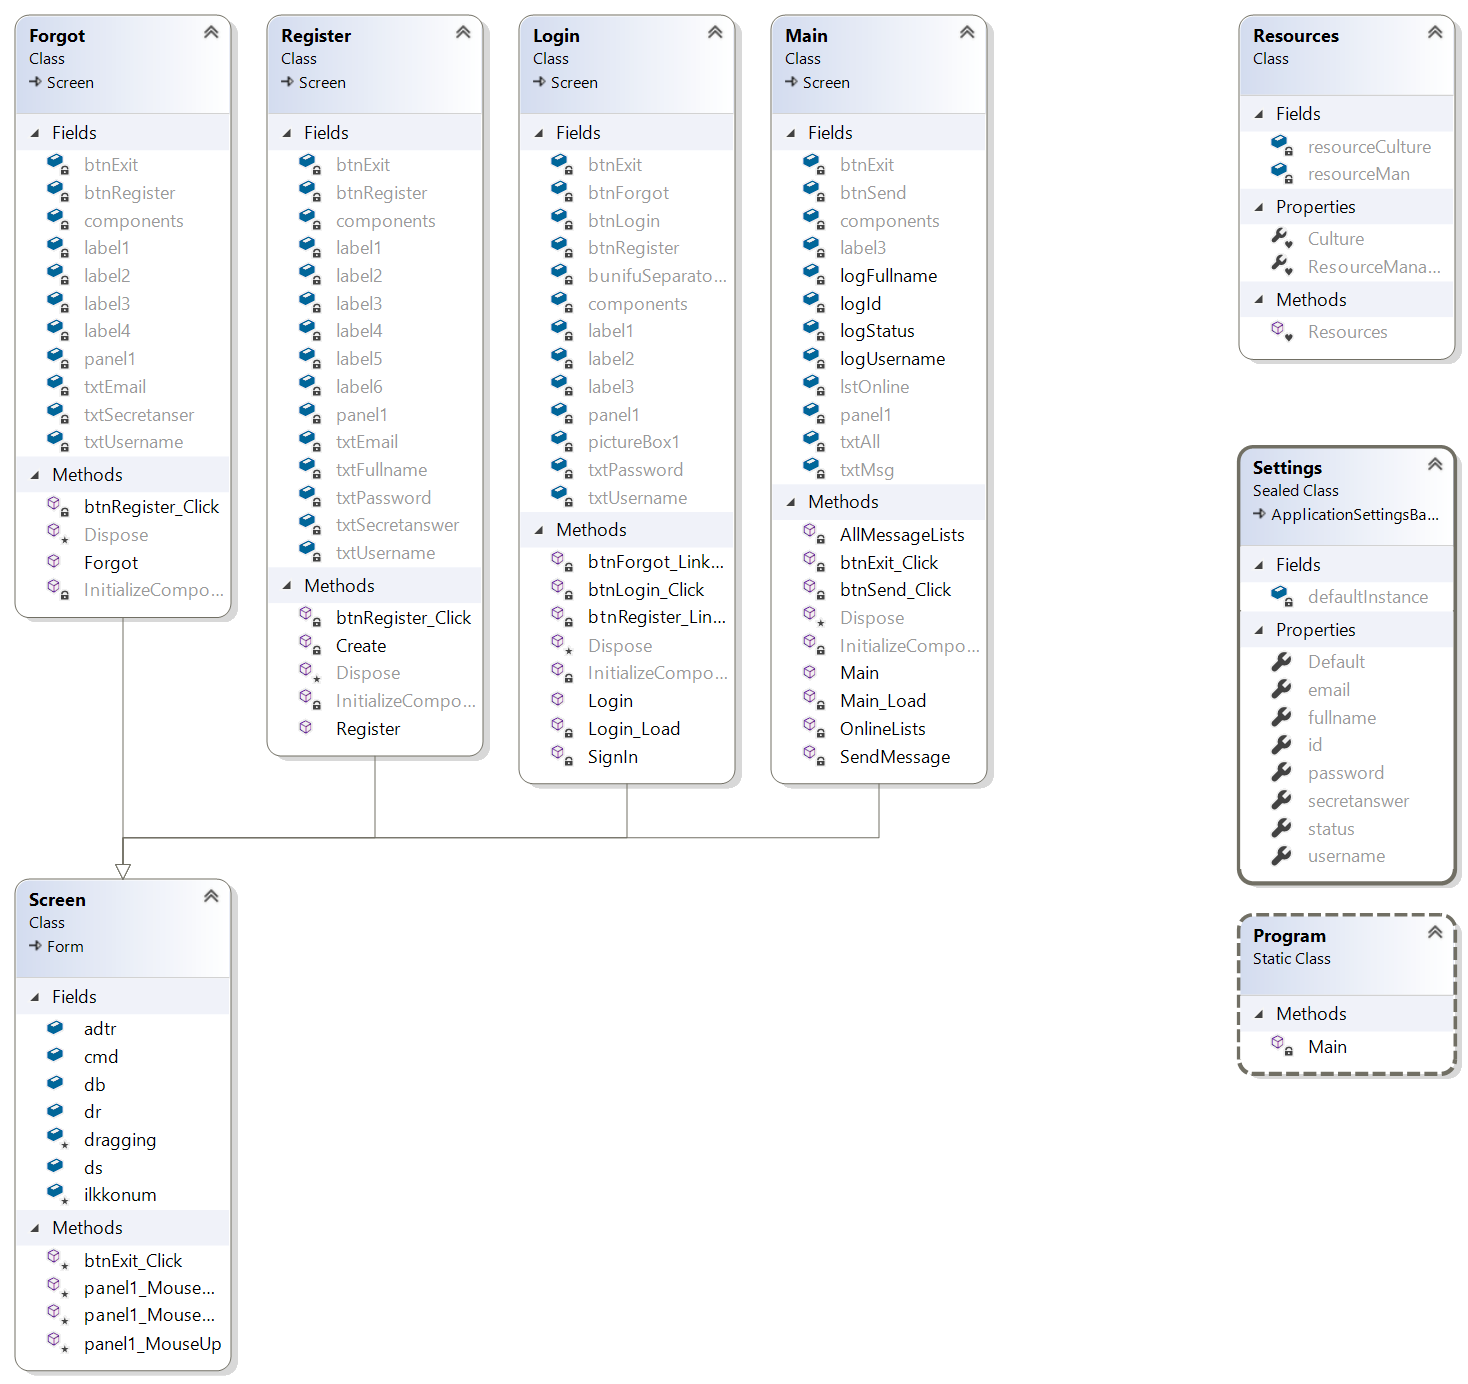 Forgot
Class
Screen
Fields
btnExit
btnRegister
components
label1
label2
label3
label4
panel1
txtEmail
txtSecretanser
txtUsername
Methods
btnRegister_Click
Dispose
Forgot
InitializeCompo...
Register
Class
Screen
Fields
btnExit
btnRegister
components
label1
label2
label3
label4
label5
label6
panel1
txtEmail
txtFullname
txtPassword
txtSecretanswer
txtUsername
Methods
btnRegister_Click
Create
Dispose
InitializeCompo...
Register
Login
Class
Screen
Fields
btnExit
btnForgot
btnLogin
btnRegister
bunifuSeparato...
components
label1
label2
label3
panel1
pictureBox1
txtPassword
txtUsername
Methods
btnForgot_Link...
btnLogin_Click
btnRegister_Lin...
Dispose
InitializeCompo...
Login
Login_Load
SignIn
Main
Class
Screen
Fields
btnExit
btnSend
components
label3
logFullname
logId
logStatus
logUsername
lstOnline
panel1
txtAll
txtMsg
Methods
AllMessageLists
btnExit_Click
btnSend_Click
Dispose
InitializeCompo...
Main
Main_Load
OnlineLists
SendMessage
Resources
Class
Fields
resourceCulture
resourceMan
Properties
Culture
ResourceMana...
Methods
Resources
Settings
Sealed Class
ApplicationSettingsBa...
Fields
defaultInstance
Properties
Default
email
fullname
id
password
secretanswer
status
username
Screen
Class
Form
Fields
adtr
cmd
db
dr
dragging
ds
ilkkonum
Methods
btnExit_Click
panel1_Mouse...
panel1_Mouse...
panel1_MouseUp
Program
Static Class
Methods
Main